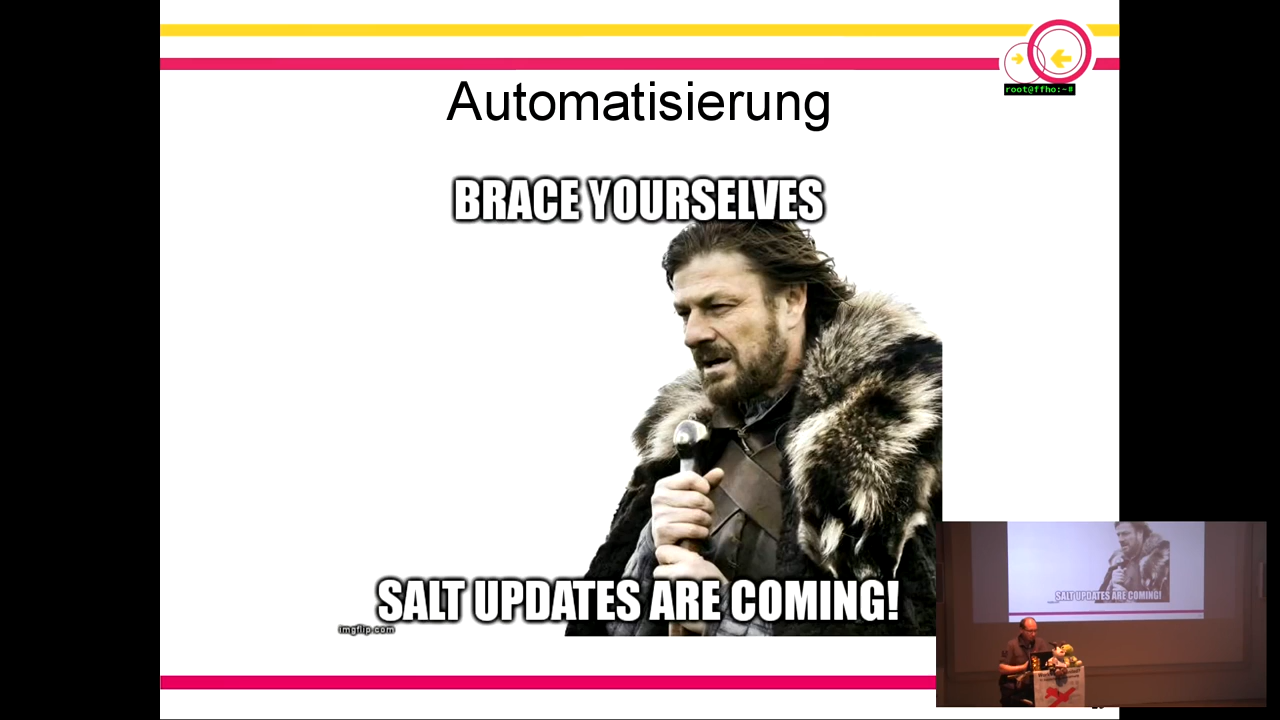 root@ffho:~#
Automatisierung
BRACE YOURSELVES
SALT UPDATES ARE COMING!
imgflip.com
SALT UPDATES ARE COMING!